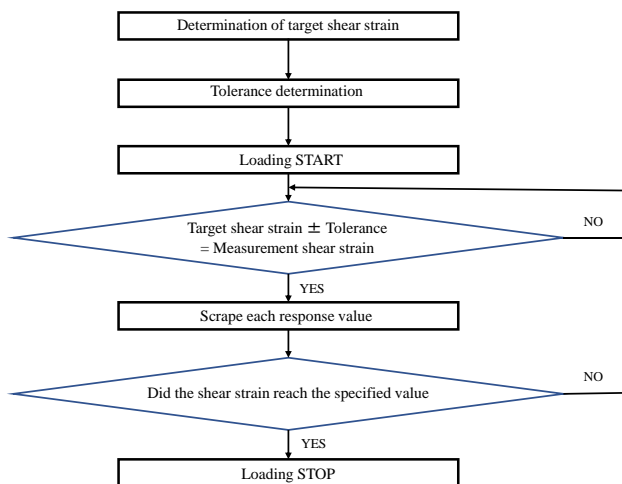 Determination of target shear strain
Tolerance determination
Loading START
Target shear strain ± Tolerance
= Measurement shear strain
NO
YES
Scrape each response value
Did the shear strain reach the specified value
NO
YES
Loading STOP